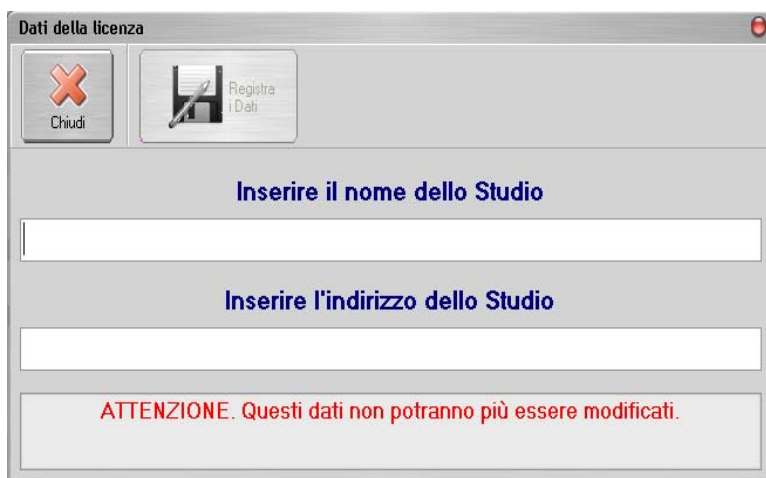 Dati della licenza
Chiudi
Registra
i Dati
Inserire il nome dello Studio
Inserire l'indirizzo dello Studio
ATTENZIONE. Questi dati non potranno più essere modificati.